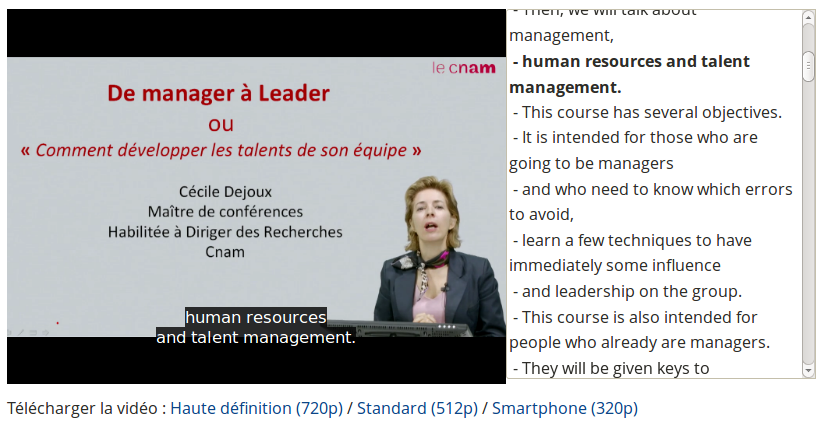 le cnam
De manager à Leader
ou
« Comment développer les talents de son équipe »
Cécile Dejoux
Maître de conférences
Habilitée à Diriger des Recherches
Cnam
human resources
and talent management.
- Then, we will talk about
management,
- human resources and talent
management.
- This course has several objectives.
- It is intended for those who are
going to be managers
- and who need to know which errors
to avoid,
- learn a few techniques to have
immediately some influence
- and leadership on the group.
- This course is also intended for
people who already are managers.
- They will be given keys to
Télécharger la vidéo : Haute définition (720p) / Standard (512p) / Smartphone (320p)